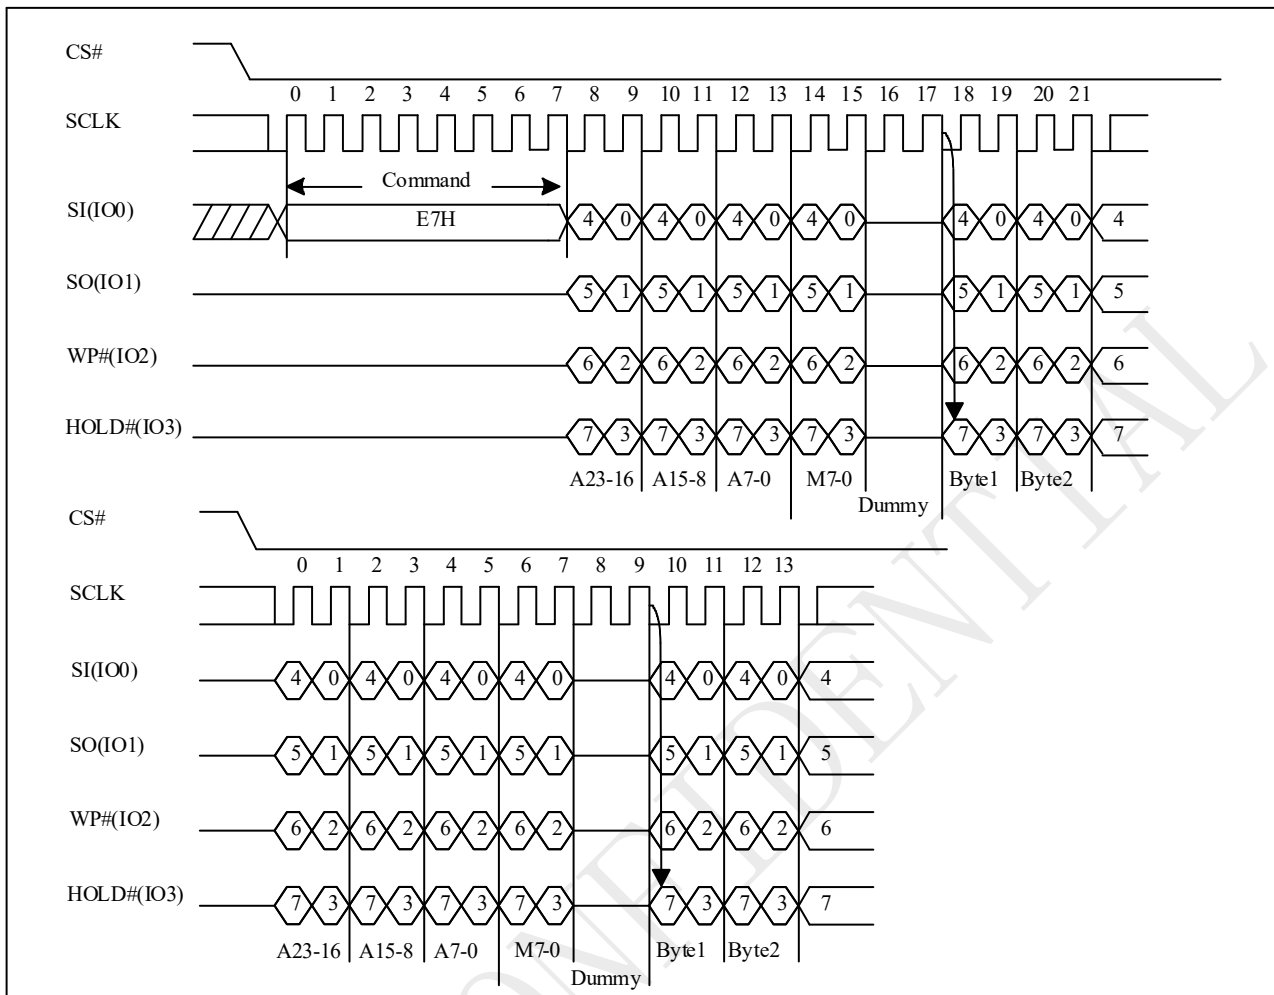 CS#
0 1 2 3 4 5 6 7 8 9 10 11 12 13 14 15 16 17 18 19 20 21
SCLK
Command
SI(IO0) E7H 4 0 4 0 4 0 4 0 4 0 4 0 4
SO(IO1) 5 1 5 1 5 1 5 1 5 1 5 1 5
WP#(IO2) 6 2 6 2 6 2 6 2 6 2 6 2 6
HOLD#(IO3) 7 3 7 3 7 3 7 3 7 3 7 3 7
A23-16 A15-8 A7-0 M7-0 Byte1 Byte2
Dummy
CS#
0 1 2 3 4 5 6 7 8 9 10 11 12 13
SCLK
SI(IO0) 4 0 4 0 4 0 4 0 4 0 4 0 4
SO(IO1) 5 1 5 1 5 1 5 1 5 1 5 1 5
WP#(IO2) 6 2 6 2 6 2 6 2 6 2 6 2 6
HOLD#(IO3) 7 3 7 3 7 3 7 3 7 3 7 3 7
A23-16 A15-8 A7-0 M7-0 Byte1 Byte2
Dummy